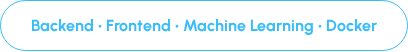 Backend · Frontend · Machine Learning · Docker